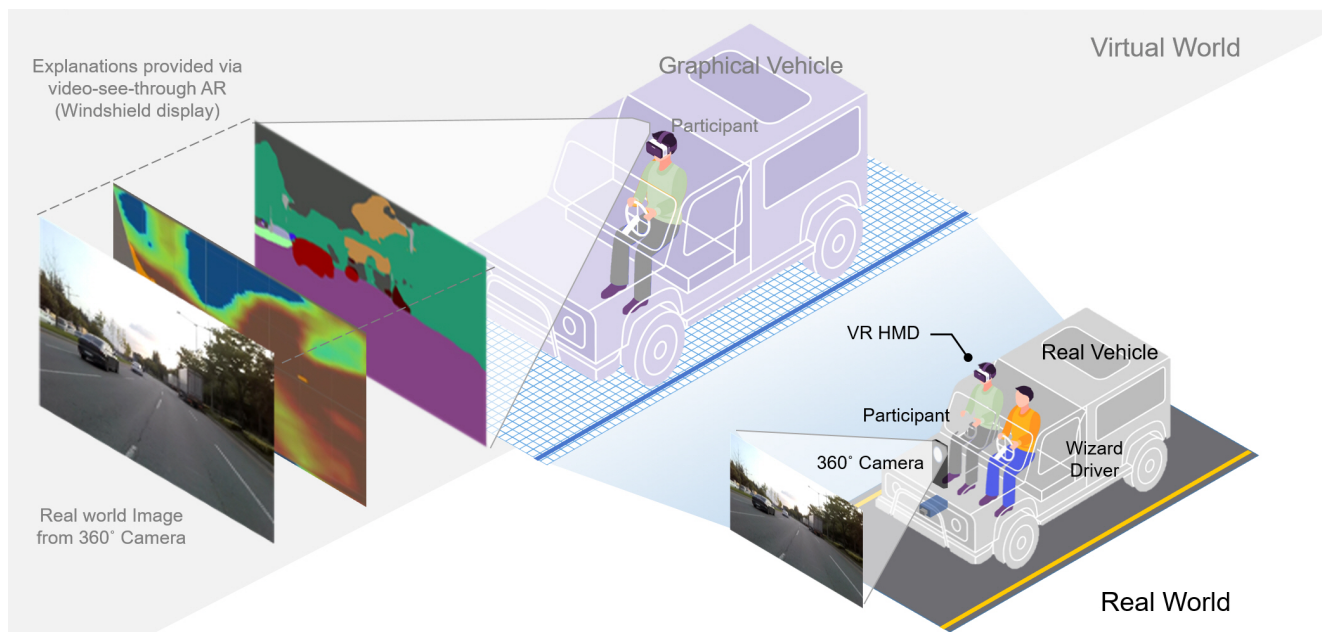 Virtual World
Explanations provided via
video-see-through AR
(Windshield display)
Graphical Vehicle
Participant
Real world Image
from 360˚ Camera
VR HMD
Real Vehicle
Participant
360˚ Camera
Wizard
Driver
Real World